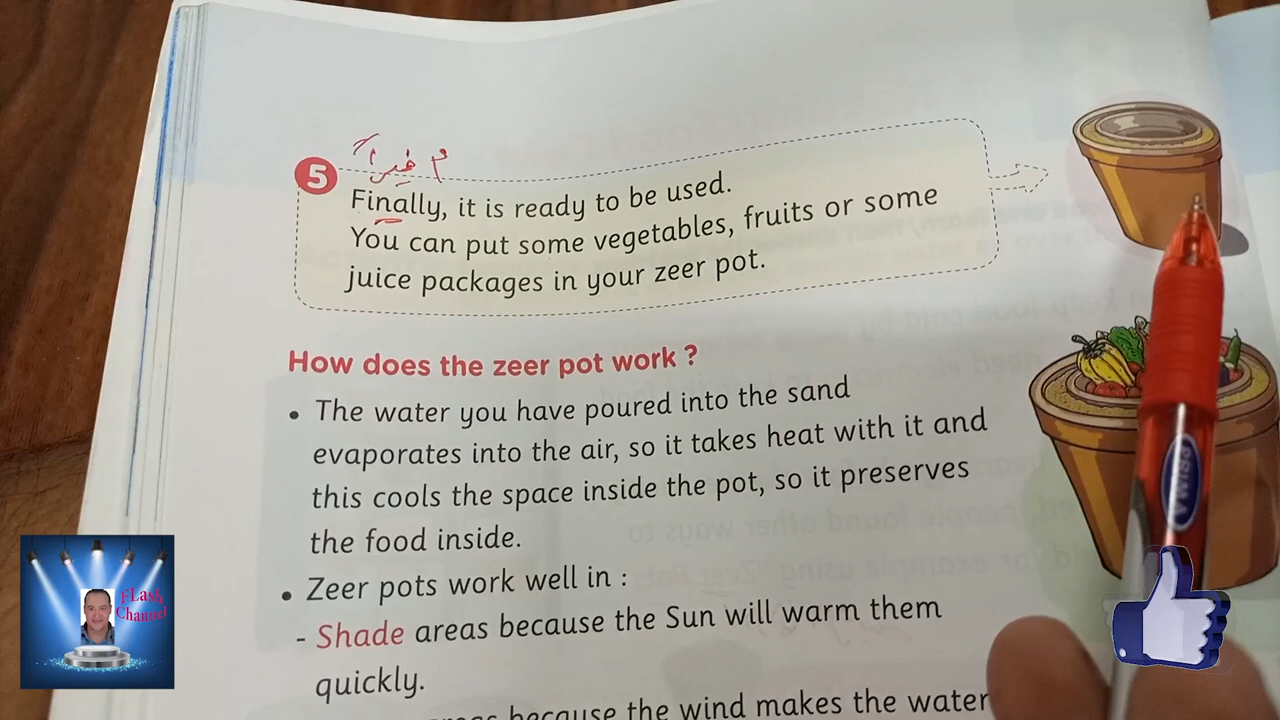 5
Finally, it is ready to be used.
You can put some vegetables, fruits or some
juice packages in your zeer pot.
How does the zeer pot work ?
• The water you have poured into the sand
evaporates into the air, so it takes heat with it and
this cools the space inside the pot, so it preserves
the food inside.
• Zeer pots work well in :
- Shade areas because the Sun will warm them
quickly.
because the wind makes the water
PRIMA
FLash
Channel